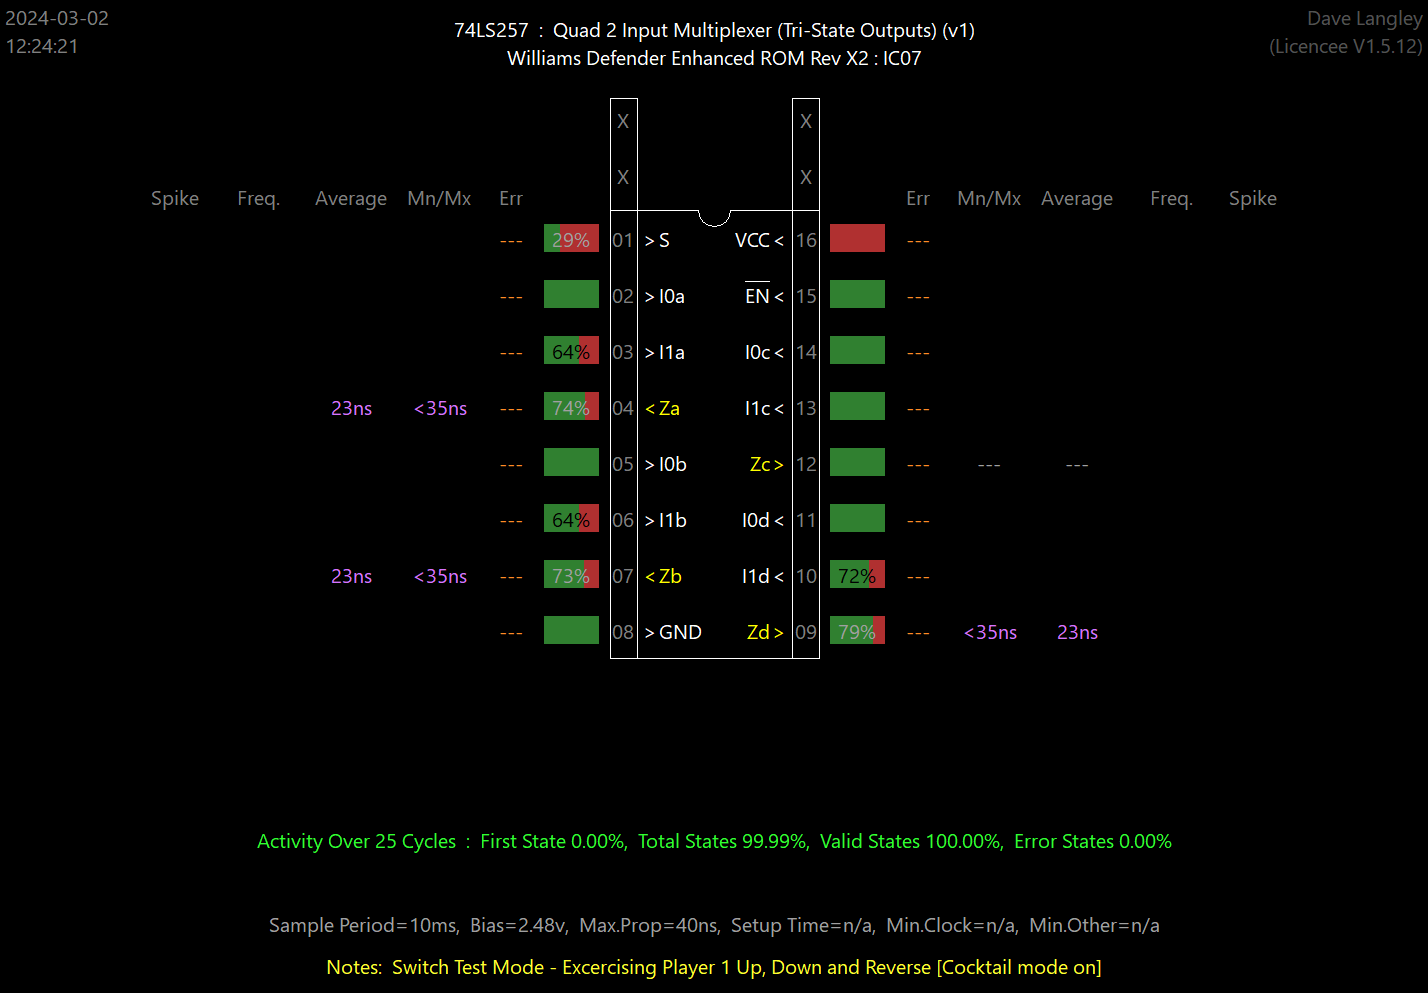 2024-03-02
12:24:21
74LS257 : Quad 2 Input Multiplexer (Tri-State Outputs) (v1)
Williams Defender Enhanced ROM Rev X2 : IC07
Dave Langley
(Licencee V1.5.12)
X X
X X
Spike Freq. Average Mn/Mx Err Err Mn/Mx Average Freq. Spike
--- 29% 01 >S VCC< 16 ---
--- 02 >I0a EN< 15 ---
--- 64% 03 >I1a I0c< 14 ---
23ns <35ns --- 74% 04 <Za I1c< 13 ---
--- 05 >I0b Zc> 12 --- --- ---
--- 64% 06 >I1b I0d< 11 ---
23ns <35ns --- 73% 07 <Zb I1d< 10 72% ---
--- 08 >GND Zd> 09 79% --- <35ns 23ns
Activity Over 25 Cycles : First State 0.00%, Total States 99.99%, Valid States 100.00%, Error States 0.00%
Sample Period=10ms, Bias=2.48v, Max.Prop=40ns, Setup Time=n/a, Min.Clock=n/a, Min.Other=n/a
Notes: Switch Test Mode - Excercising Player 1 Up, Down and Reverse [Cocktail mode on]